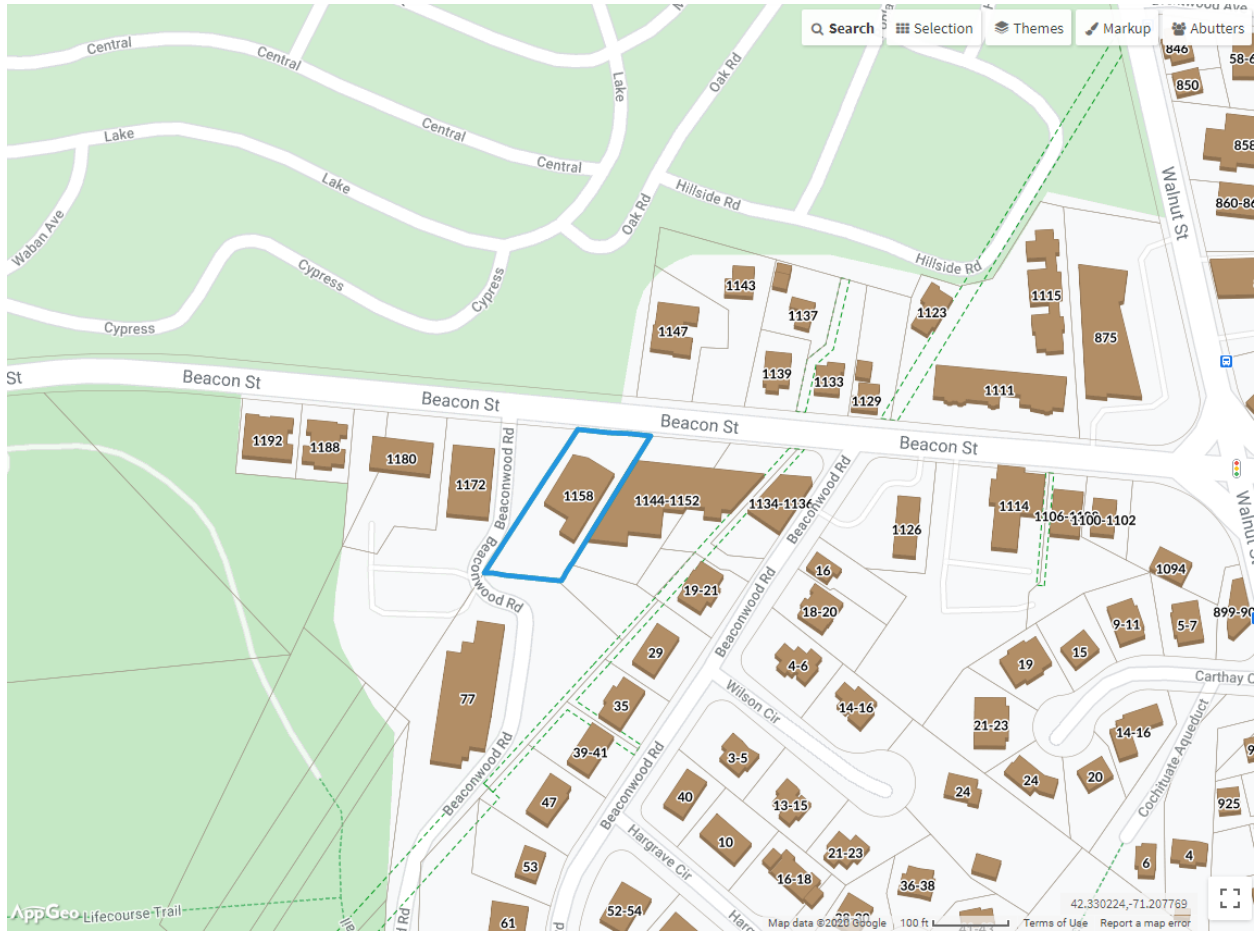 Search
Selection
Themes
Markup
Abutters
Central
Central
Central
Central
Lake
Lake
Lake
Oak Rd
Oak Rd
Hillside Rd
Hillside Rd
Waban Ave
Cypress
Cypress
Cypress
Walnut St
846
58-6
850
858
860-86
1143
1137
1147
1139
1133
1129
1123
1115
875
1111
St
Beacon St
Beacon St
Beacon St
Beacon St
1192
1188
1180
1172
Beaconwood Rd
1158
1144-1152
1134-1136
Beaconwood Rd
1126
1114
1100-1102
Walnut St
Beaconwood Rd
16
18-20
19-21
Beaconwood Rd
1094
899-90
9-11
5-7
15
19
29
4-6
14-16
35
Wilson Cir
77
39-41
21-23
Carthay C
14-16
3-5
24
20
24
Beaconwood Rd
Beaconwood Rd
47
40
13-15
925
Cochituate Aqueduct
10
21-23
Hargrave Cir
53
16-18
36-38
6
4
52-54
61
Rd
42.330224,-71.207769
AppGeo
Lifecourse Trail
Map data ©2020 Google
100 ft
Terms of Use
Report a map error